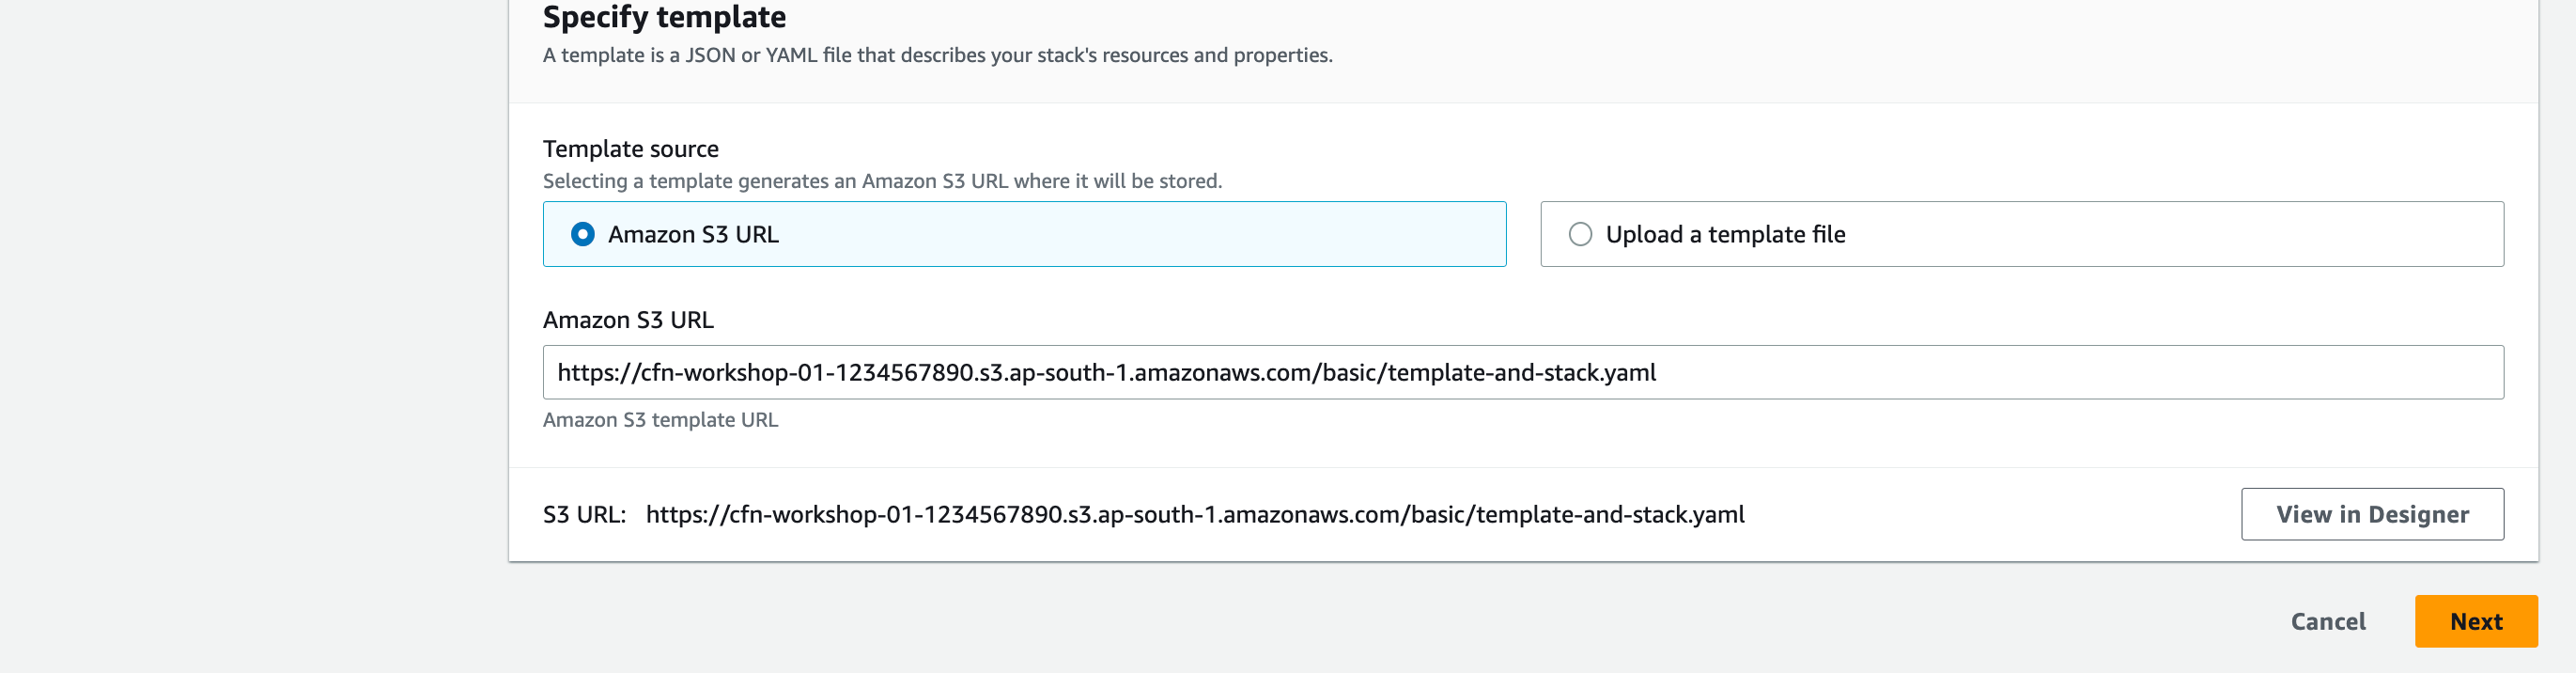 Specify template
A template is a JSON or YAML file that describes your stack's resources and properties.
Template source
Selecting a template generates an Amazon S3 URL where it will be stored.
Amazon S3 URL
Upload a template file
Amazon S3 URL
https://cfn-workshop-01-1234567890.s3.ap-south-1.amazonaws.com/basic/template-and-stack.yaml
Amazon S3 template URL
S3 URL: https://cfn-workshop-01-1234567890.s3.ap-south-1.amazonaws.com/basic/template-and-stack.yaml
View in Designer
Cancel
Next